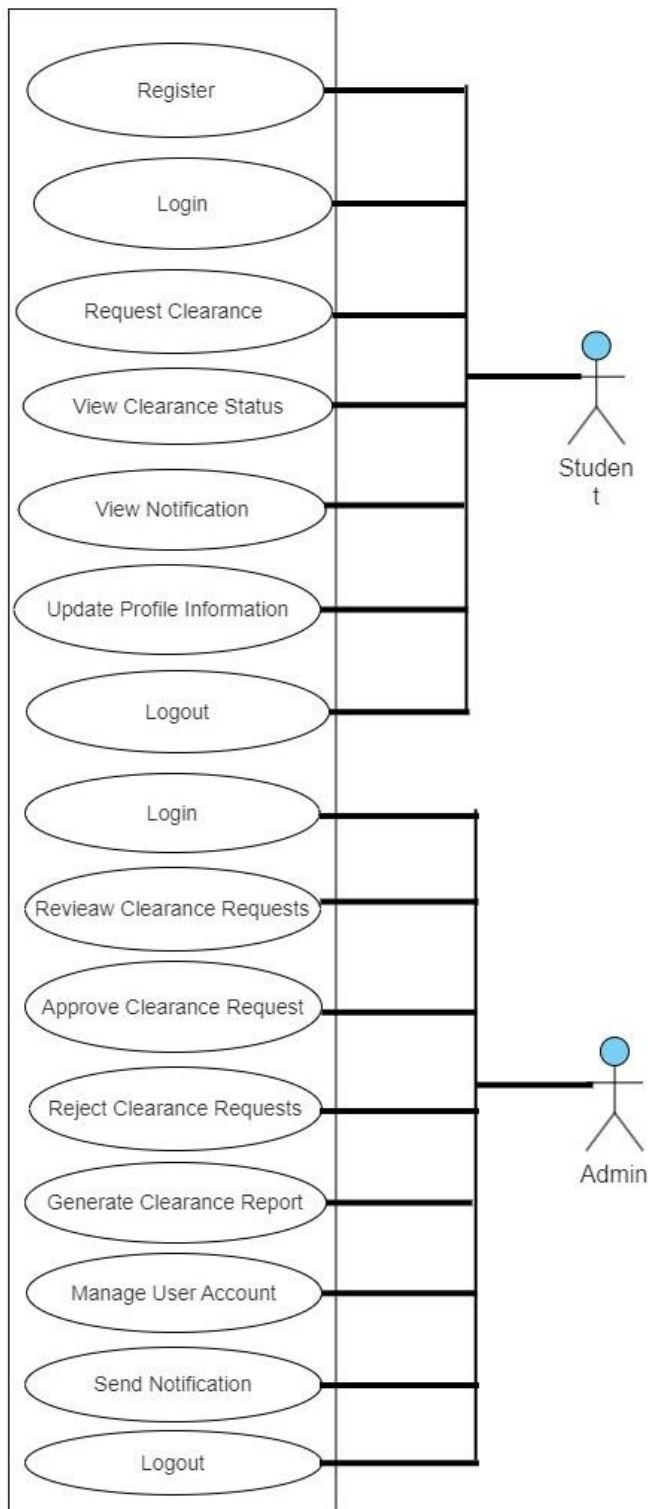 Register
Login
Request Clearance
View Clearance Status
Studen
t
View Notification
Update Profile Information
Logout
Login
Revieaw Clearance Requests
Approve Clearance Request
Reject Clearance Requests
Admin
Generate Clearance Report
Manage User Account
Send Notification
Logout